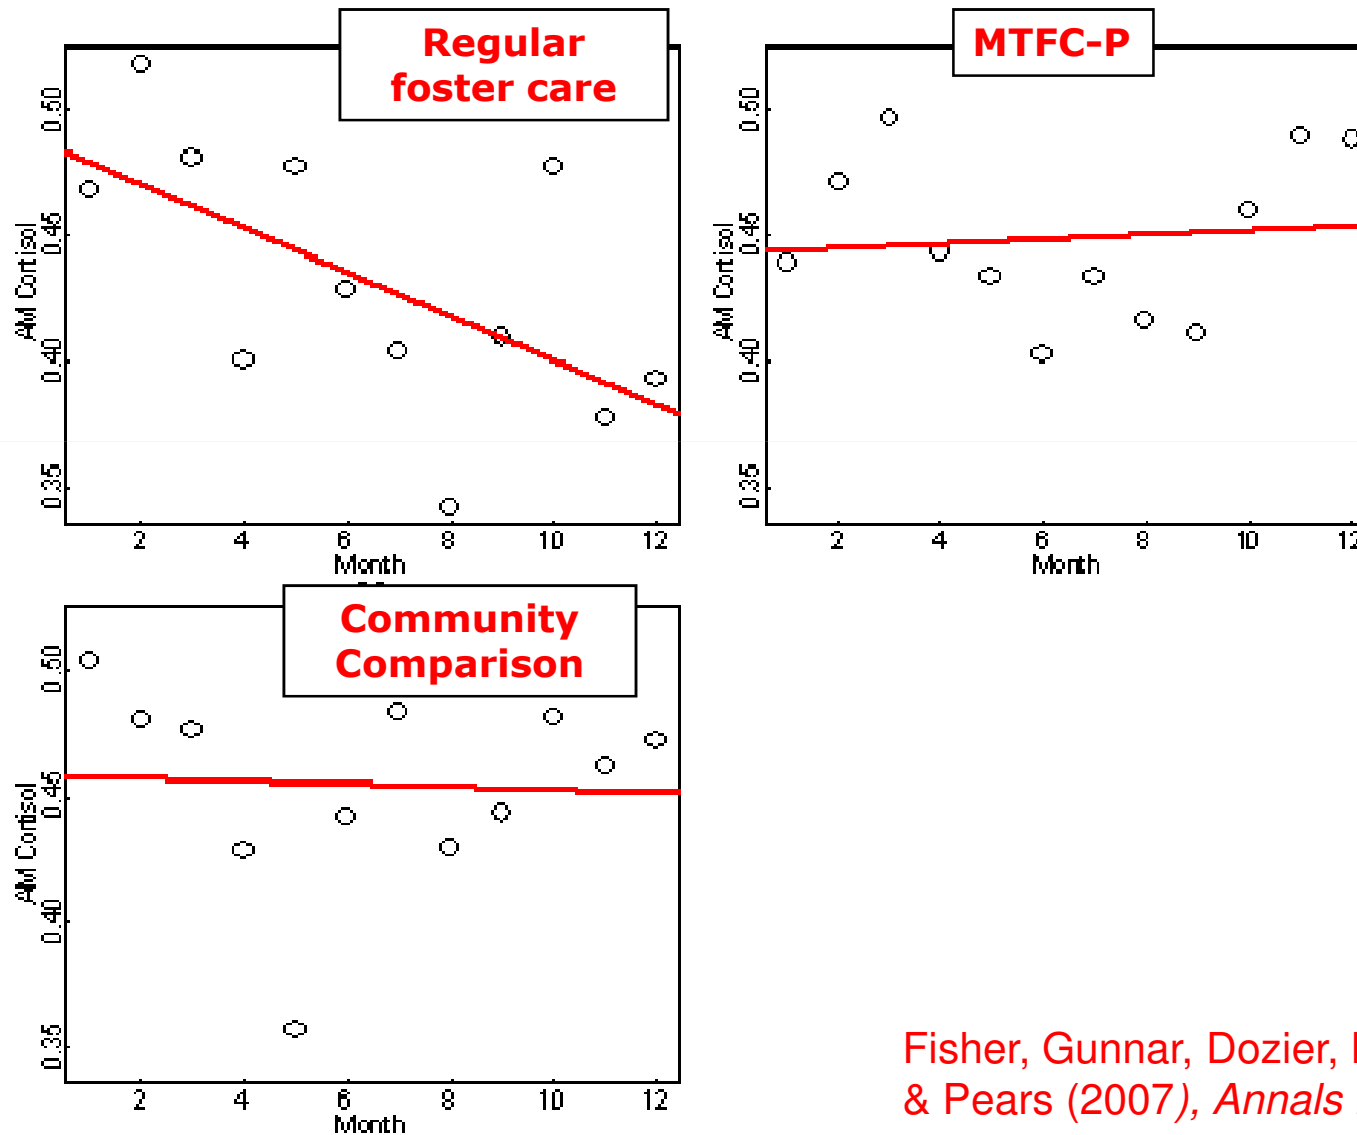 Regular
foster care
MTFC-P
0.50
0.45
0.40
0.35
AM Cortisol
2 4 6 8 10 12
Month
0.50
0.45
0.40
0.35
AM Cortisol
2 4 6 8 10 12
Month
Community
Comparison
0.50
0.45
0.40
0.35
AM Cortisol
2 4 6 8 10 12
Month
Fisher, Gunnar, Dozier,
& Pears (2007), Annals